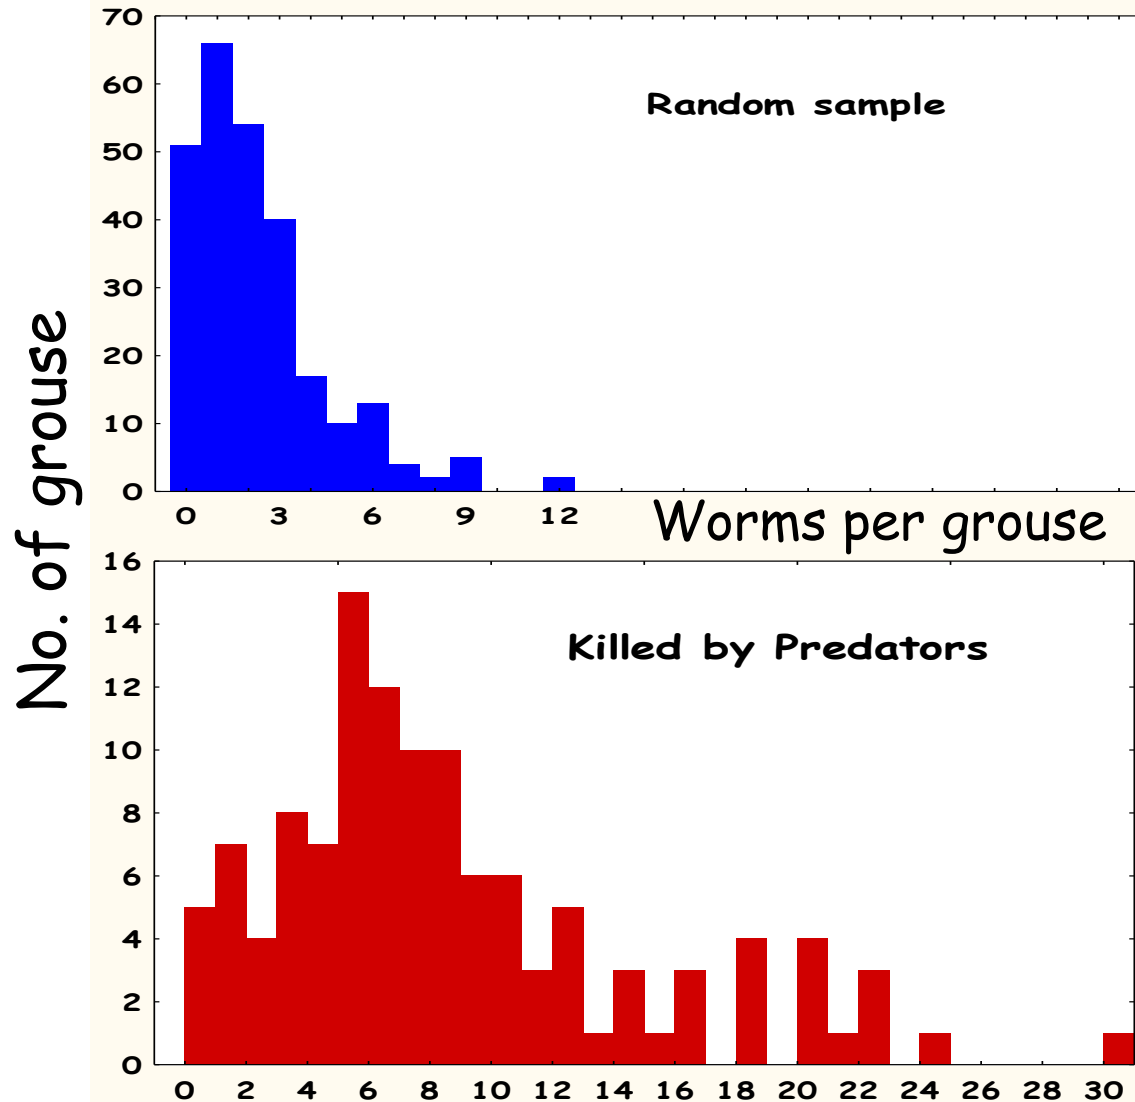 No. of grouse
70
60
50
40
30
20
10
0
Random sample
0 3 6 9 12
Worms per grouse
16
14
12
10
8
6
4
2
0
Killed by Predators
0 2 4 6 8 10 12 14 16 18 20 22 24 26 28 30